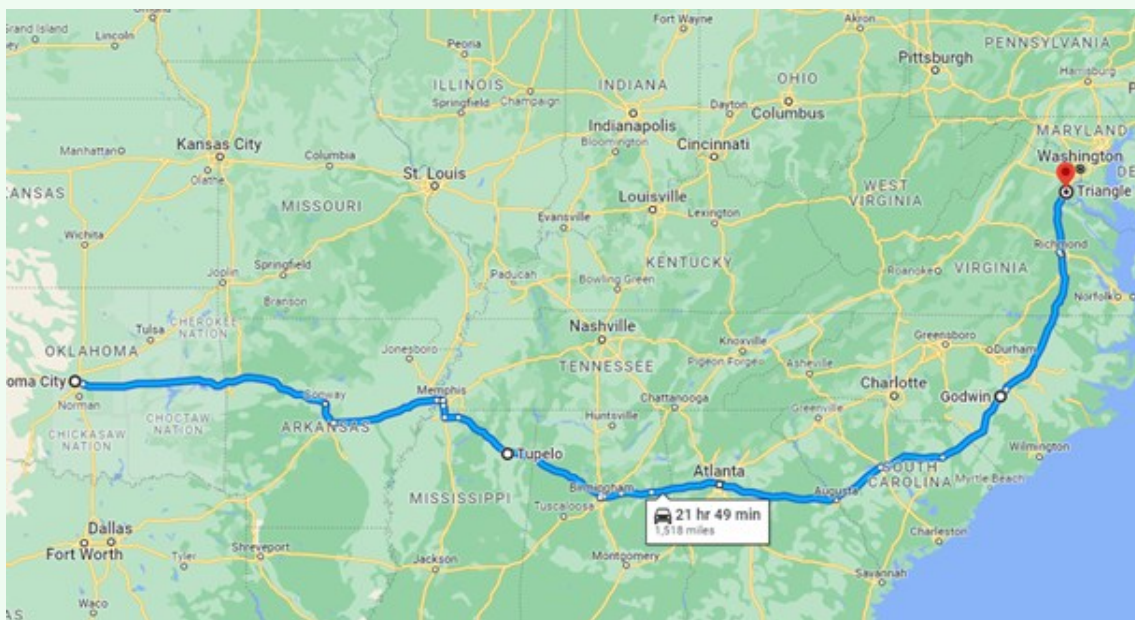 Grand Island
Lincoln
Peoria
Fort Wayne
Akron
PENNSYLVANIA
Pittsburgh
Harrisburg
ILLINOIS
INDIANA
OHIO
Springfield
Champaign
Dayton
Columbus
Indianapolis
MARYLAND
Manhattan
Kansas City
Columbia
Bloomington
Cincinnati
Washington
DE
Olathe
St. Louis
Triangle
KANSAS
MISSOURI
Louisville
Lexington
WEST
VIRGINIA
Evansville
Wichita
Richmond
Joplin
Springfield
Paducah
KENTUCKY
Roanoke
VIRGINIA
Bowling Green
Norfolk
Branson
Tulsa
CHEROKEE
NATION
Nashville
Knoxville
Greensboro
Durham
OKLAHOMA
Jonesboro
TENNESSEE
Pigeon Forge
Asheville
oma City
Norman
Conway
Memphis
Charlotte
Godwin
CHOCTAW
NATION
ARKANSAS
Chattanooga
Huntsville
Greenville
CHICKASAW
NATION
Tupelo
Wilmington
Atlanta
SOUTH
CAROLINA
Myrtle Beach
MISSISSIPPI
Birmingham
Augusta
Tuscaloosa
21 hr 49 min
1,518 miles
Dallas
Fort Worth
Tyler
Shreveport
Jackson
Montgomery
Charleston
Savannah
Waco
AS